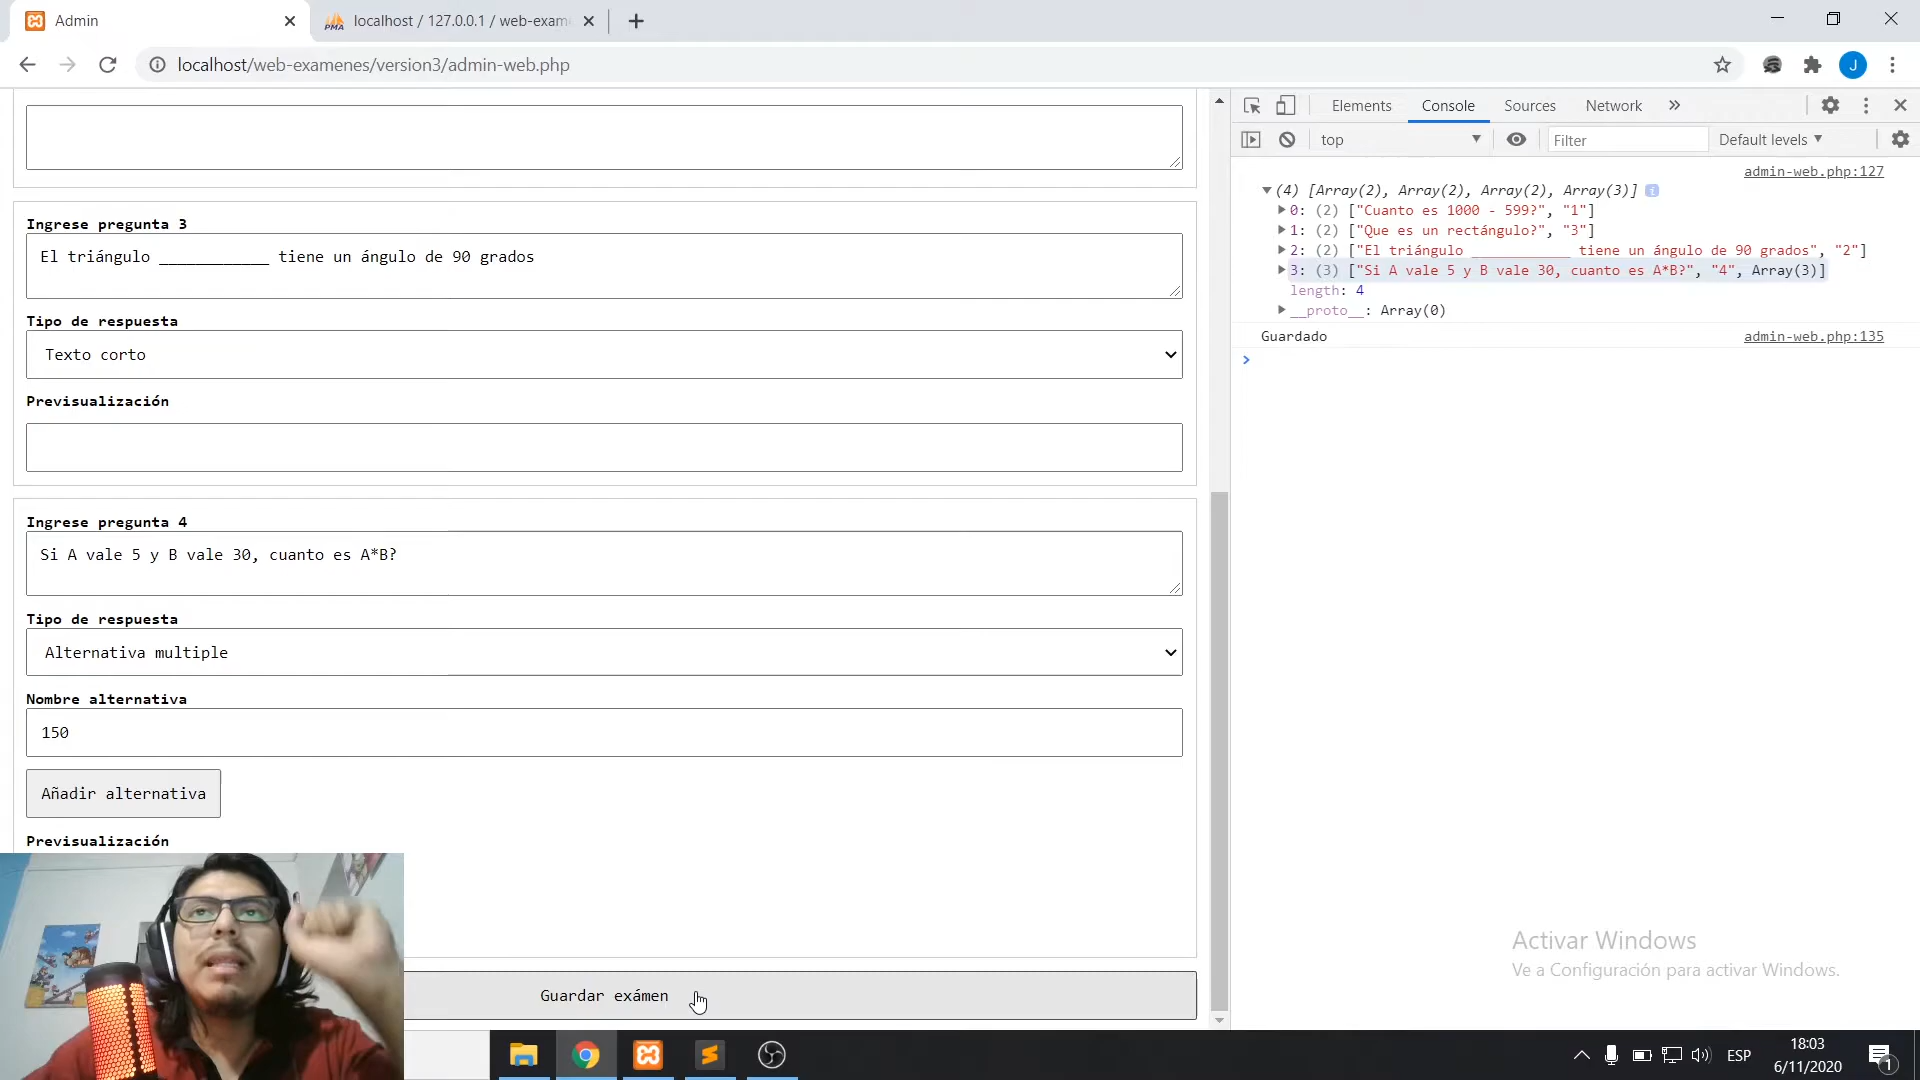 Admin
localhost / 127.0.0.1 / web-exam
localhost/web-examenes/version3/admin-web.php
J
Ingrese pregunta 3
El triángulo ____________ tiene un ángulo de 90 grados
Tipo de respuesta
Texto corto
Previsualización
Ingrese pregunta 4
Si A vale 5 y B vale 30, cuanto es A*B?
Tipo de respuesta
Alternativa multiple
Nombre alternativa
150
Añadir alternativa
Previsualización
Guardar exámen
Elements Console Sources Network
top Filter Default levels
admin-web.php:127
(4) [Array(2), Array(2), Array(2), Array(3)]
0: (2) ["Cuanto es 1000 - 599?", "1"]
1: (2) ["Que es un rectángulo?", "3"]
2: (2) ["El triángulo ___________ tiene un ángulo de 90 grados", "2"]
3: (3) ["Si A vale 5 y B vale 30, cuanto es A*B?", "4", Array(3)]
length: 4
__proto__: Array(0)
Guardado admin-web.php:135
Activar Windows
Ve a Configuración para activar Windows.
ESP
18:03
6/11/2020
1